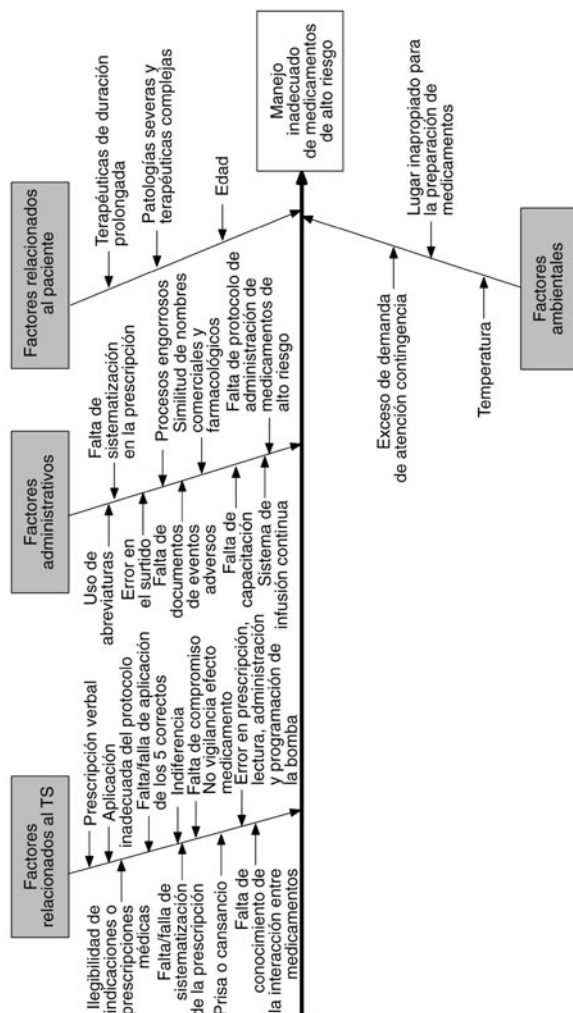 Factores
relacionados al TS
Prescripción verbal
Aplicación
inadecuada del protocolo
Falta/falla de aplicación
de los 5 correctos
Indiferencia
Falta de compromiso
No vigilancia efecto
medicamento
Error en prescripción,
lectura, administración
y programación de
la bomba
Ilegibilidad de
indicaciones o
prescripciones
médicas
Falta/falla de
sistematización
de la prescripción
Prisa o cansancio
Falta de
conocimiento de
la interacción entre
medicamentos
Factores
administrativos
Falta de
sistematización
en la prescripción
Procesos engorrosos
Similitud de nombres
comerciales y
farmacológicos
Falta de protocolo de
administración de
medicamentos de
alto riesgo
Uso de
abreviaturas
Error en
el surtido
Falta de
documentos
de eventos
adversos
Falta de
capacitación
Sistema de
infusión continua
Factores relacionados
al paciente
Terapéuticas de duración
prolongada
Patologías severas y
terapéuticas complejas
Edad
Manejo
inadecuado
de medicamentos
de alto riesgo
Exceso de demanda
de atención contingencia
Temperatura
Lugar inapropiado para
la preparación de
medicamentos
Factores
ambientales